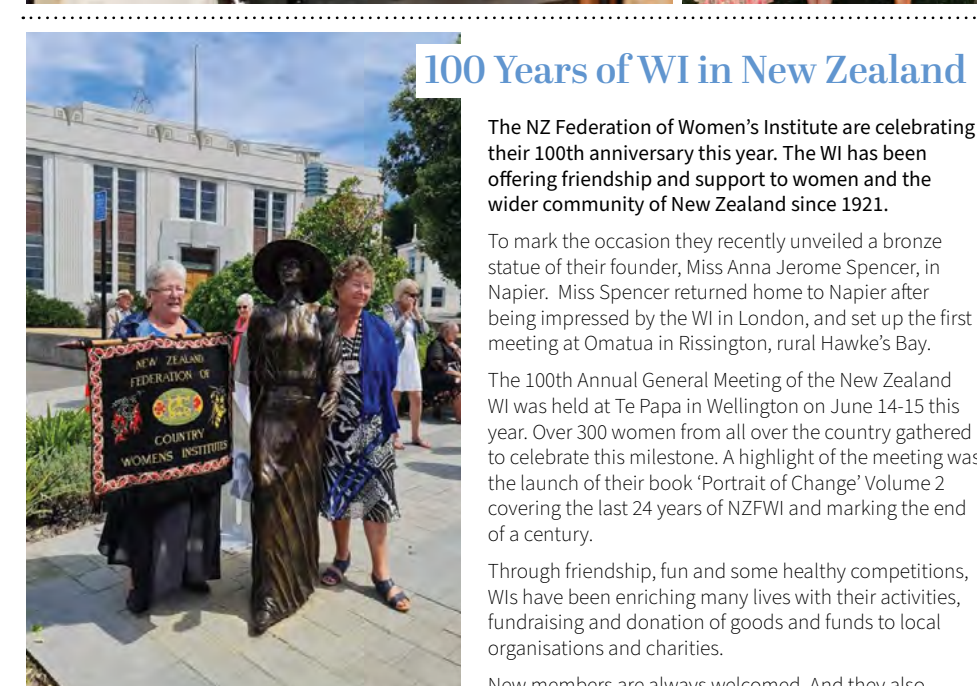 100 Years of WI in New Zealand
The NZ Federation of Women's Institute are celebrating
their 100th anniversary this year. The WI has been
offering friendship and support to women and the
wider community of New Zealand since 1921.
To mark the occasion they recently unveiled a bronze
statue of their founder, Miss Anna Jerome Spencer, in
Napier.  Miss Spencer returned home to Napier after
being impressed by the WI in London, and set up the first
meeting at Omatua in Rissington, rural Hawke's Bay.
The 100th Annual General Meeting of the New Zealand
WI was held at Te Papa in Wellington on June 14-15 this
year. Over 300 women from all over the country gathered
to celebrate this milestone. A highlight of the meeting was
the launch of their book ‘Portrait of Change’ Volume 2
covering the last 24 years of NZFWI and marking the end
of a century.
Through friendship, fun and some healthy competitions,
WIs have been enriching many lives with their activities,
fundraising and donation of goods and funds to local
organisations and charities.
New members are always welcomed. And they also
NEW ZEALAND
FEDERATION OF
COUNTRY
WOMENS INSTITUTES